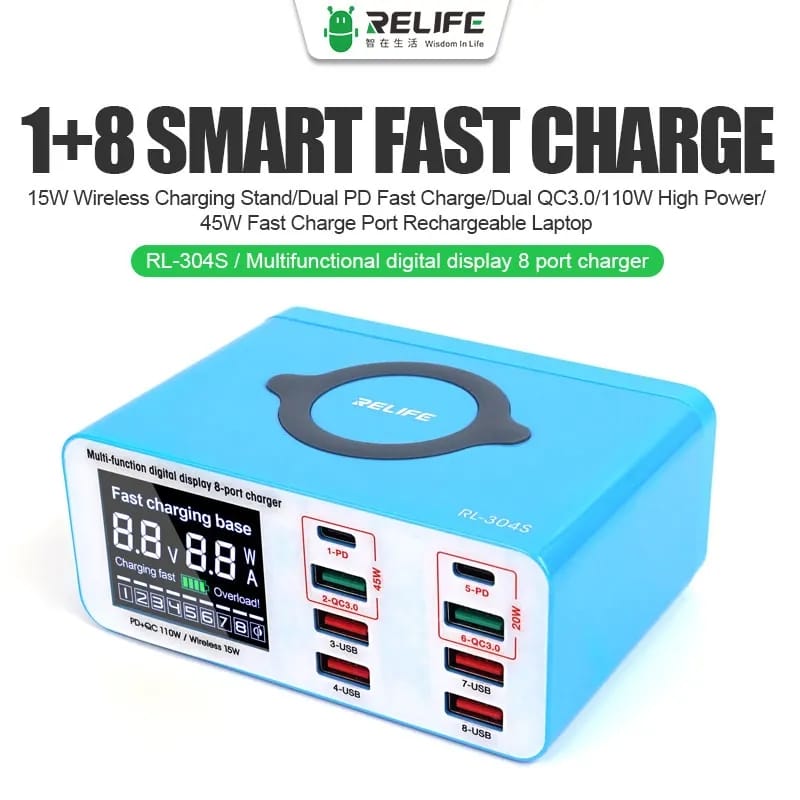 RELIFE
智在生活 Wisdom In Life
1+8 SMART FAST CHARGE
15W Wireless Charging Stand/Dual PD Fast Charge/Dual QC3.0/110W High Power/
45W Fast Charge Port Rechargeable Laptop
RL-304S / Multifunctional digital display 8 port charger
RELIFE
RL-304S
Multi-function digital display 8-port charger
Fast charging base
8.8 V 8.8 W A
Charging fast Overload!
1 2 3 4 5 6 7 8
PD+QC 110W / Wireless 15W
1-PD
2-QC3.0
45W
3-USB
4-USB
5-PD
6-QC3.0
20W
7-USB
8-USB